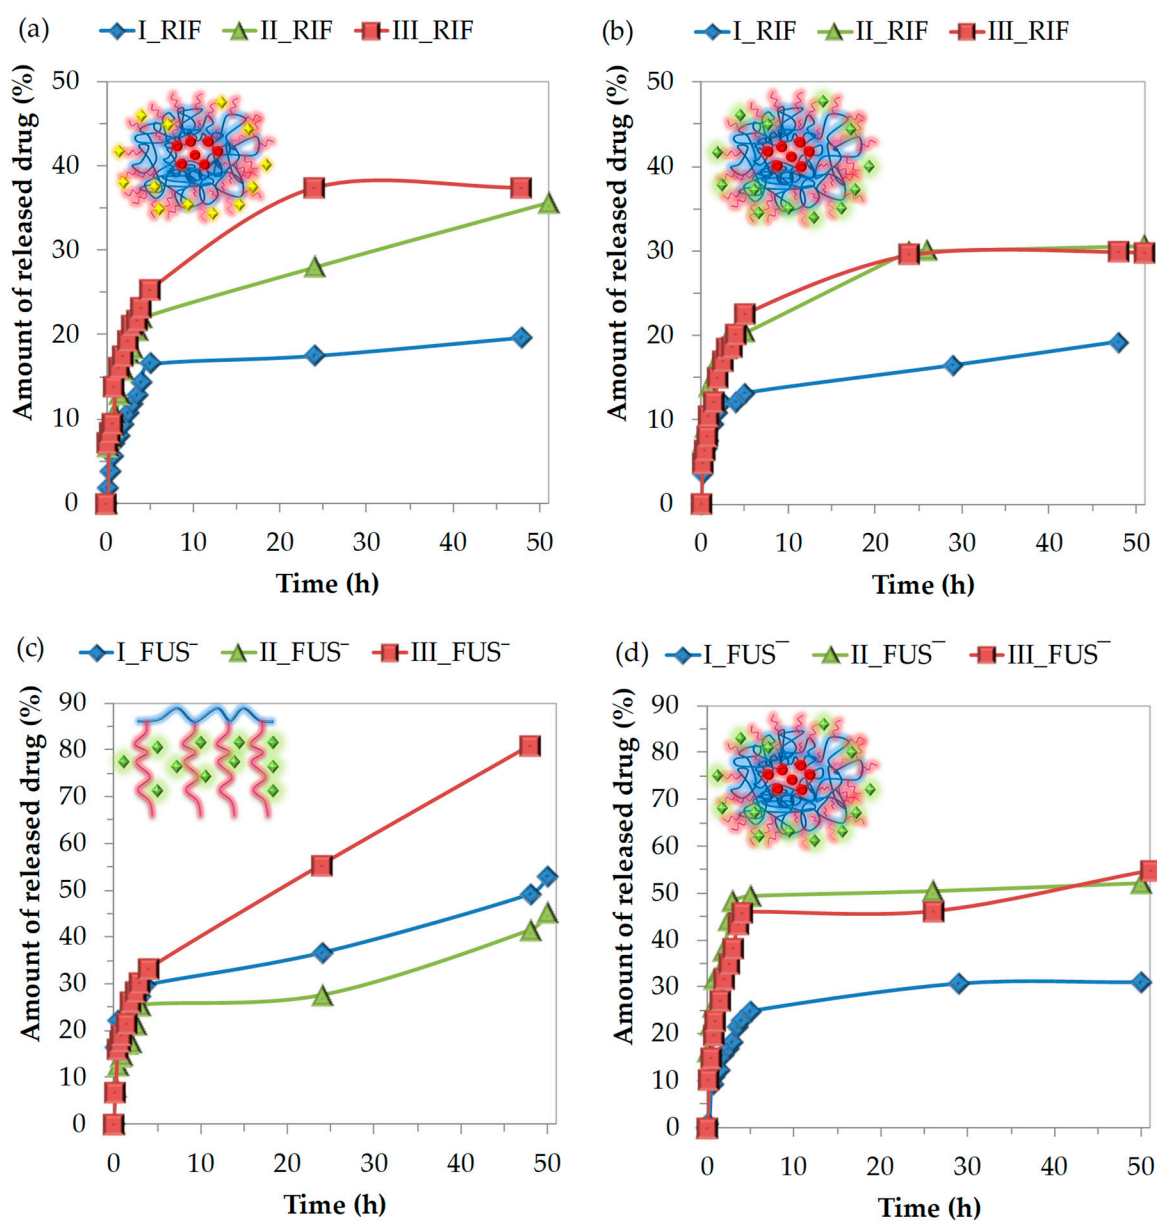 (a) I_RIF II_RIF III_RIF
Amount of released drug (%)
50
40
30
20
10
0
0 10 20 30 40 50
Time (h)
(b) I_RIF II_RIF III_RIF
Amount of released drug (%)
50
40
30
20
10
0
0 10 20 30 40 50
Time (h)
(c) I_FUS⁻ II_FUS⁻ III_FUS⁻
Amount of released drug (%)
90
80
70
60
50
40
30
20
10
0
0 10 20 30 40 50
Time (h)
(d) I_FUS⁻ II_FUS⁻ III_FUS⁻
Amount of released drug (%)
90
80
70
60
50
40
30
20
10
0
0 10 20 30 40 50
Time (h)